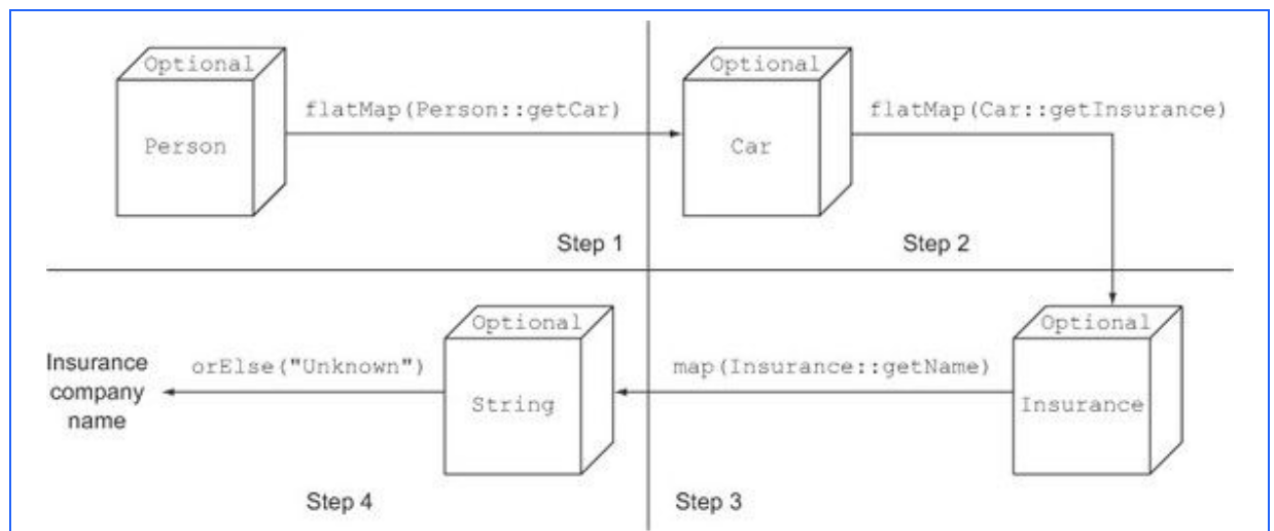 Optional
Person
flatMap(Person::getCar)
Step 1
Optional
Car
flatMap(Car::getInsurance)
Step 2
Optional
Insurance
map(Insurance::getName)
Step 3
Optional
String
orElse("Unknown")
Insurance
company
name
Step 4